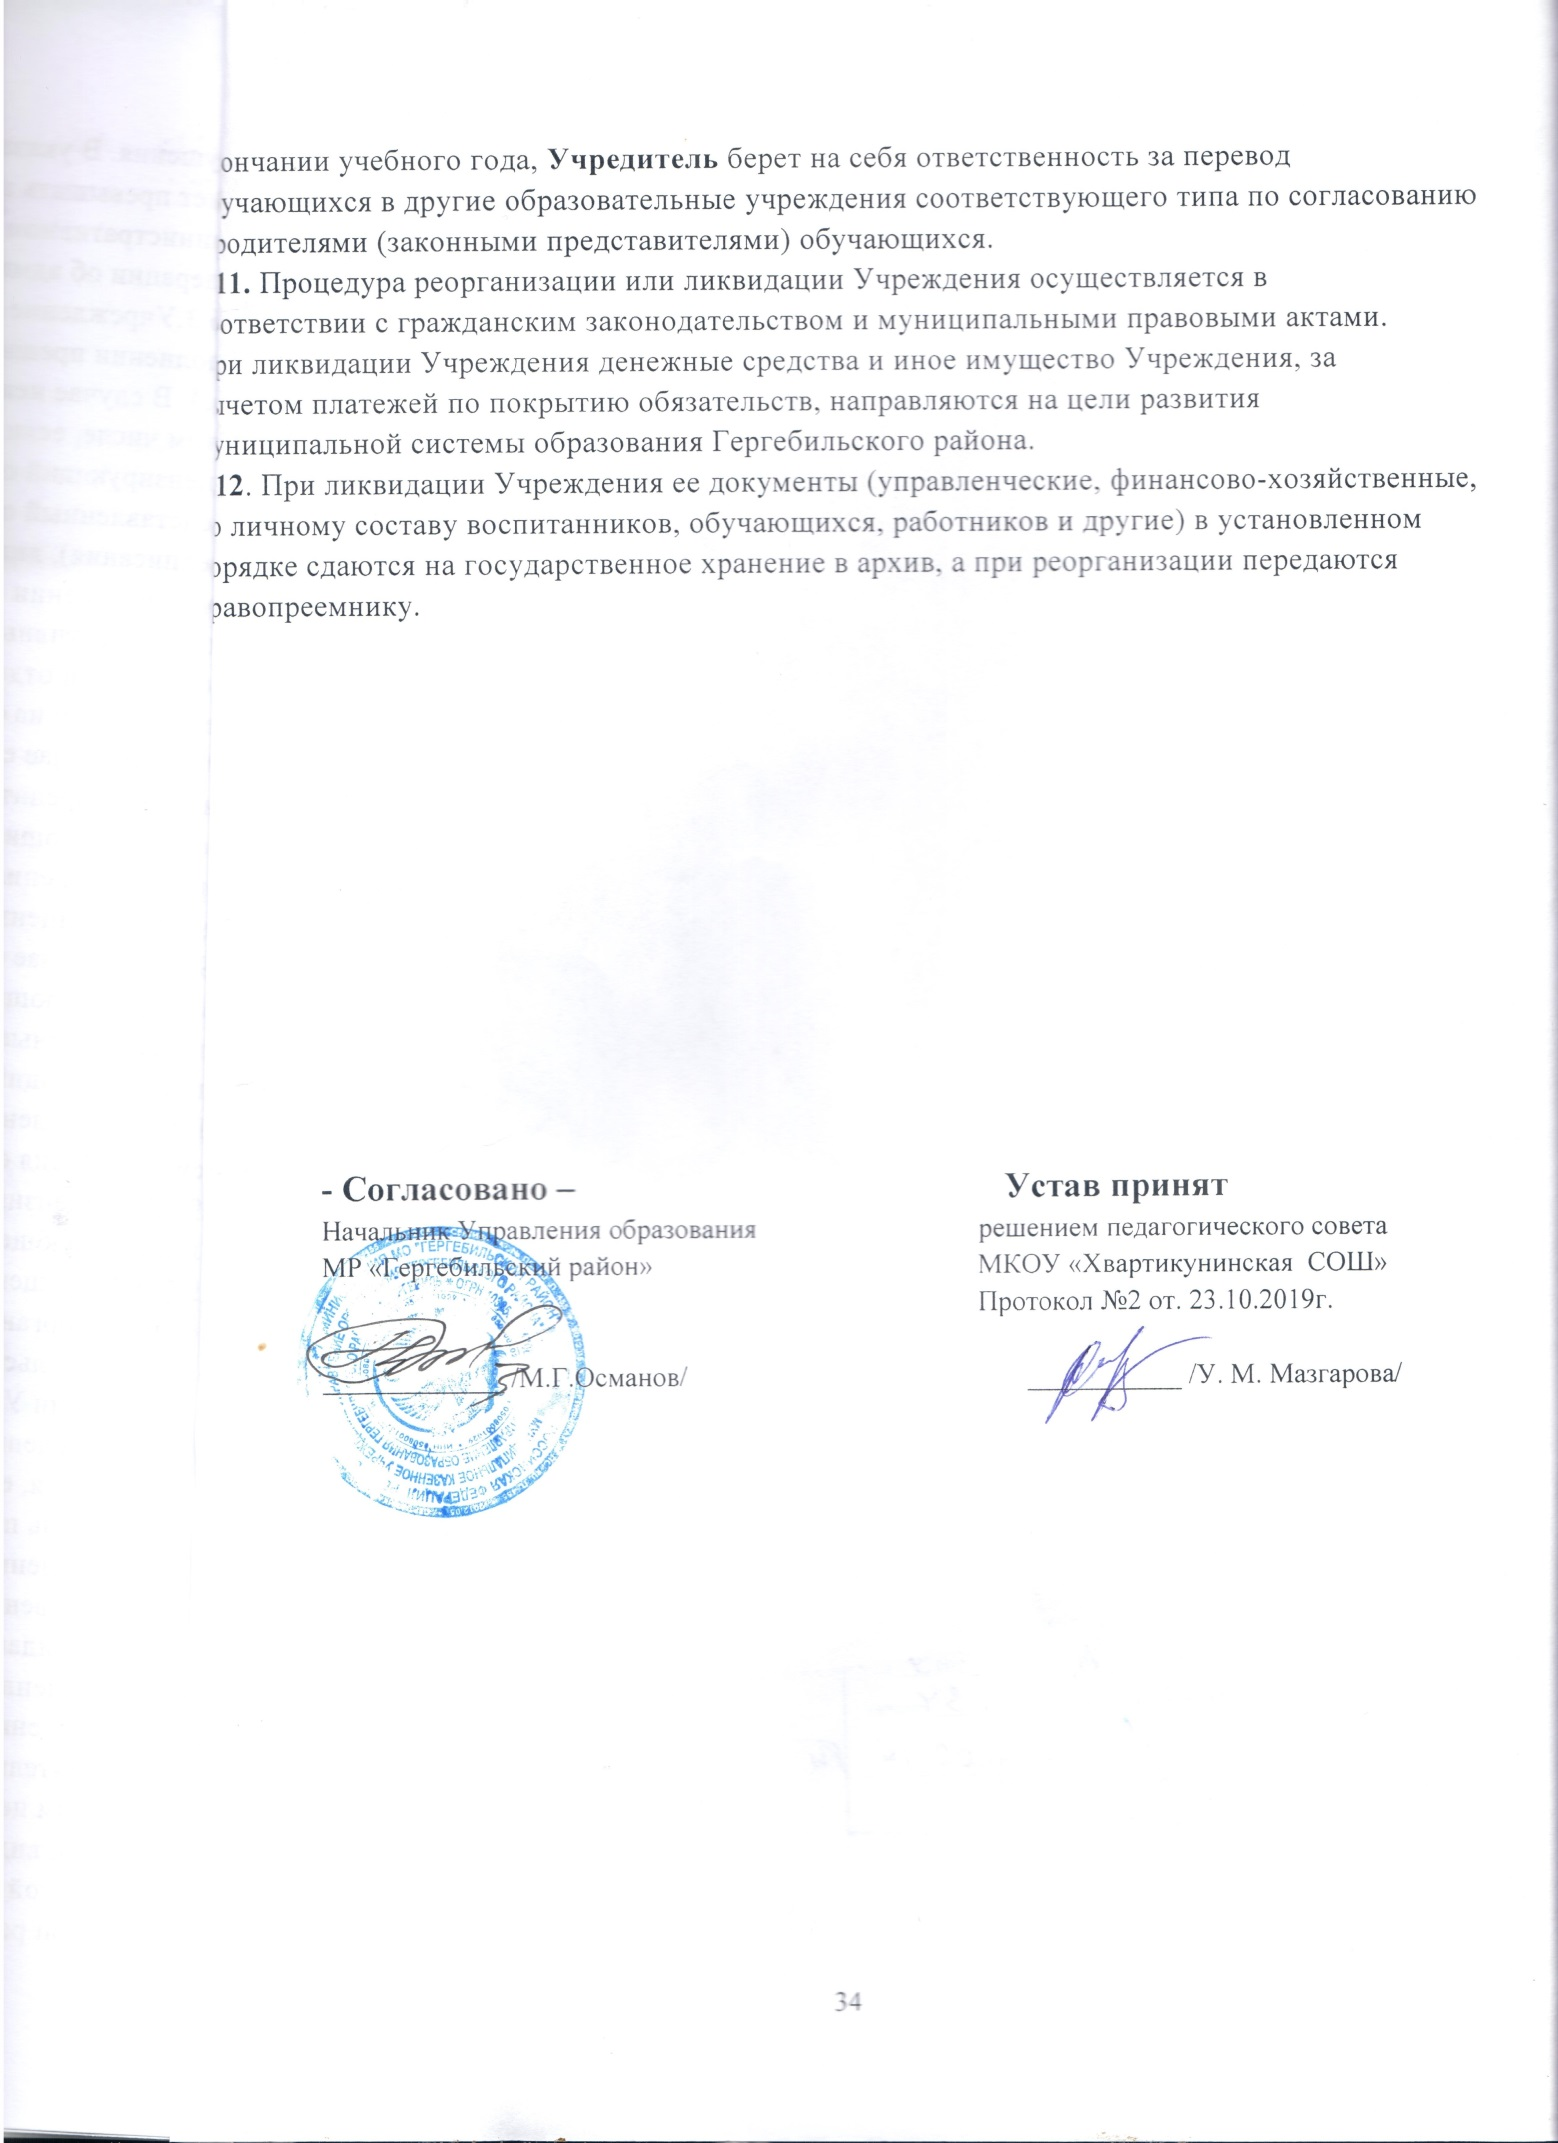 ончании учебного года, Учредитель берет на себя ответственность за перевод
учающихся в другие образовательные учреждения соответствующего типа по согласованию
родителями (законными представителями) обучающихся.
11. Процедура реорганизации или ликвидации Учреждения осуществляется в
ответствии с гражданским законодательством и муниципальными правовыми актами.
ри ликвидации Учреждения денежные средства и иное имущество Учреждения, за
ычетом платежей по покрытию обязательств, направляются на цели развития
униципальной системы образования Гергебильского района.
12. При ликвидации Учреждения ее документы (управленческие, финансово-хозяйственные,
о личному составу воспитанников, обучающихся, работников и другие) в установленном
орядке сдаются на государственное хранение в архив, а при реорганизации передаются
равопреемнику.
- Согласовано –
Начальник Управления образования
МР «Гергебильский район»
/М.Г.Османов/
Устав принят
решением педагогического совета
МКОУ «Хвартикунинская СОШ»
Протокол №2 от. 23.10.2019г.
/У. М. Мазгарова/
34